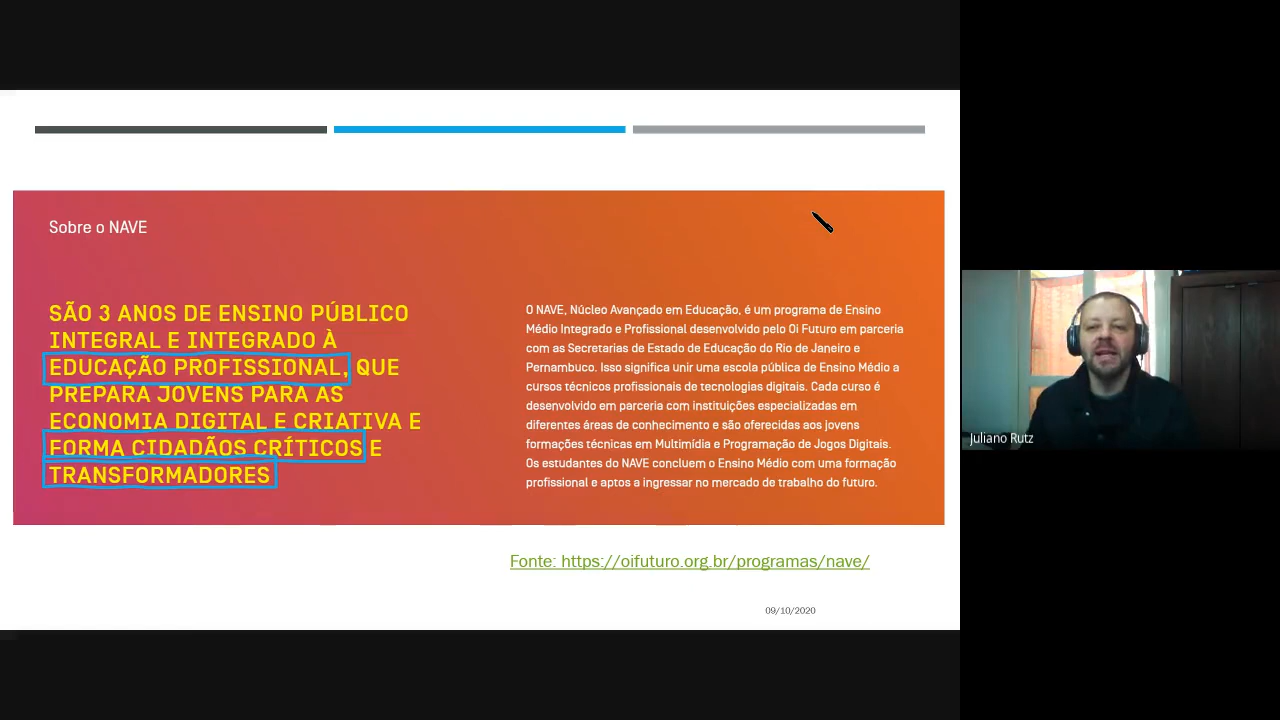 Sobre o NAVE
SÃO 3 ANOS DE ENSINO PÚBLICO
INTEGRAL E INTEGRADO À
EDUCAÇÃO PROFISSIONAL, QUE
PREPARA JOVENS PARA AS
ECONOMIA DIGITAL E CRIATIVA E
FORMA CIDADÃOS CRÍTICOS E
TRANSFORMADORES
O NAVE, Núcleo Avançado em Educação, é um programa de Ensino
Médio Integrado e Profissional desenvolvido pelo Oi Futuro em parceria
com as Secretarias de Estado de Educação do Rio de Janeiro e
Pernambuco. Isso significa unir uma escola pública de Ensino Médio a
cursos técnicos profissionais de tecnologias digitais. Cada curso é
desenvolvido em parceria com instituições especializadas em
diferentes áreas de conhecimento e são oferecidas aos jovens
formações técnicas em Multimídia e Programação de Jogos Digitais.
Os estudantes do NAVE concluem o Ensino Médio com uma formação
profissional e aptos a ingressar no mercado de trabalho do futuro.
Fonte: https://oifuturo.org.br/programas/nave/
09/10/2020
Juliano Rutz